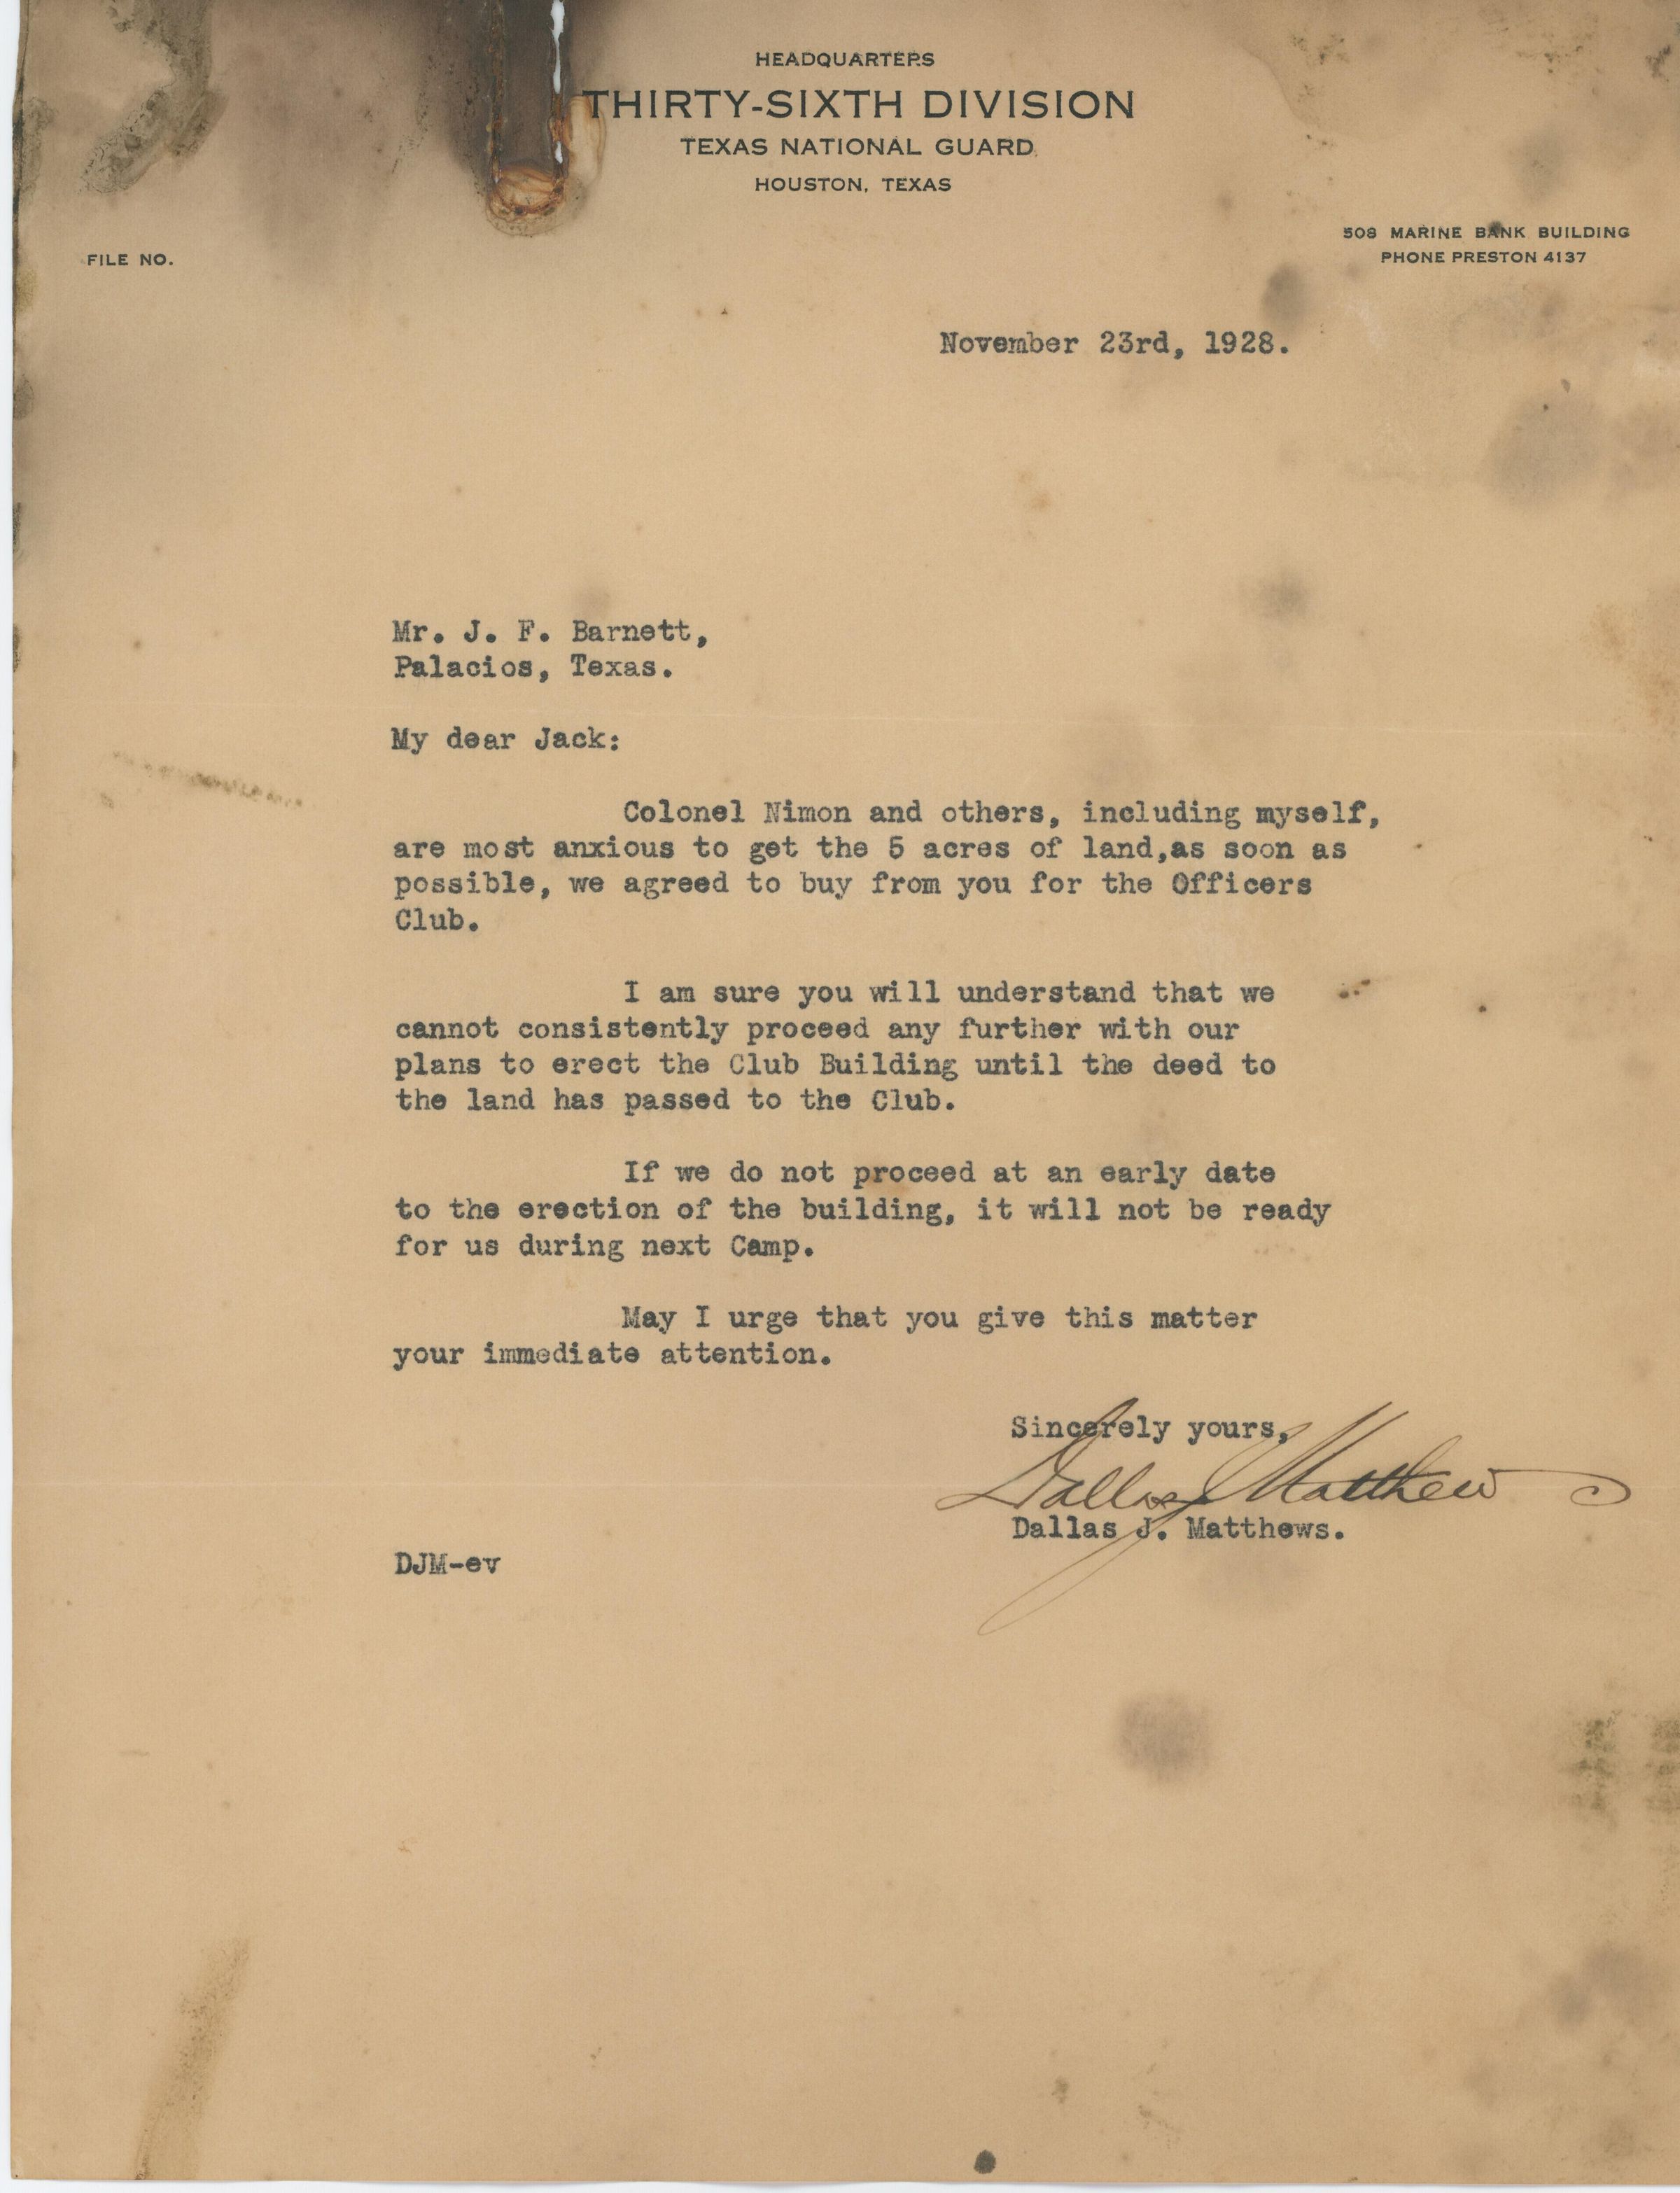 HEADQUARTERS
THIRTY-SIXTH DIVISION
TEXAS NATIONAL GUARD
HOUSTON, TEXAS
508 MARINE BANK BUILDING
PHONE PRESTON 4137
FILE NO.
November 23rd, 1928.
Mr. J. F. Barnett,
Palacios, Texas.
My dear Jack:
Colonel Nimon and others, including myself,
are most anxious to get the 5 acres of land,as soon as
possible, we agreed to buy from you for the Officers
Club.
I am sure you will understand that we
cannot consistently proceed any further with our
plans to erect the Club Building until the deed to
the land has passed to the Club.
If we do not proceed at an early date
to the erection of the building, it will not be ready
for us during next Camp.
May I urge that you give this matter
your immediate attention.
Sincerely yours,
Dallas J Matthews
Dallas J. Matthews.
DJM-ev